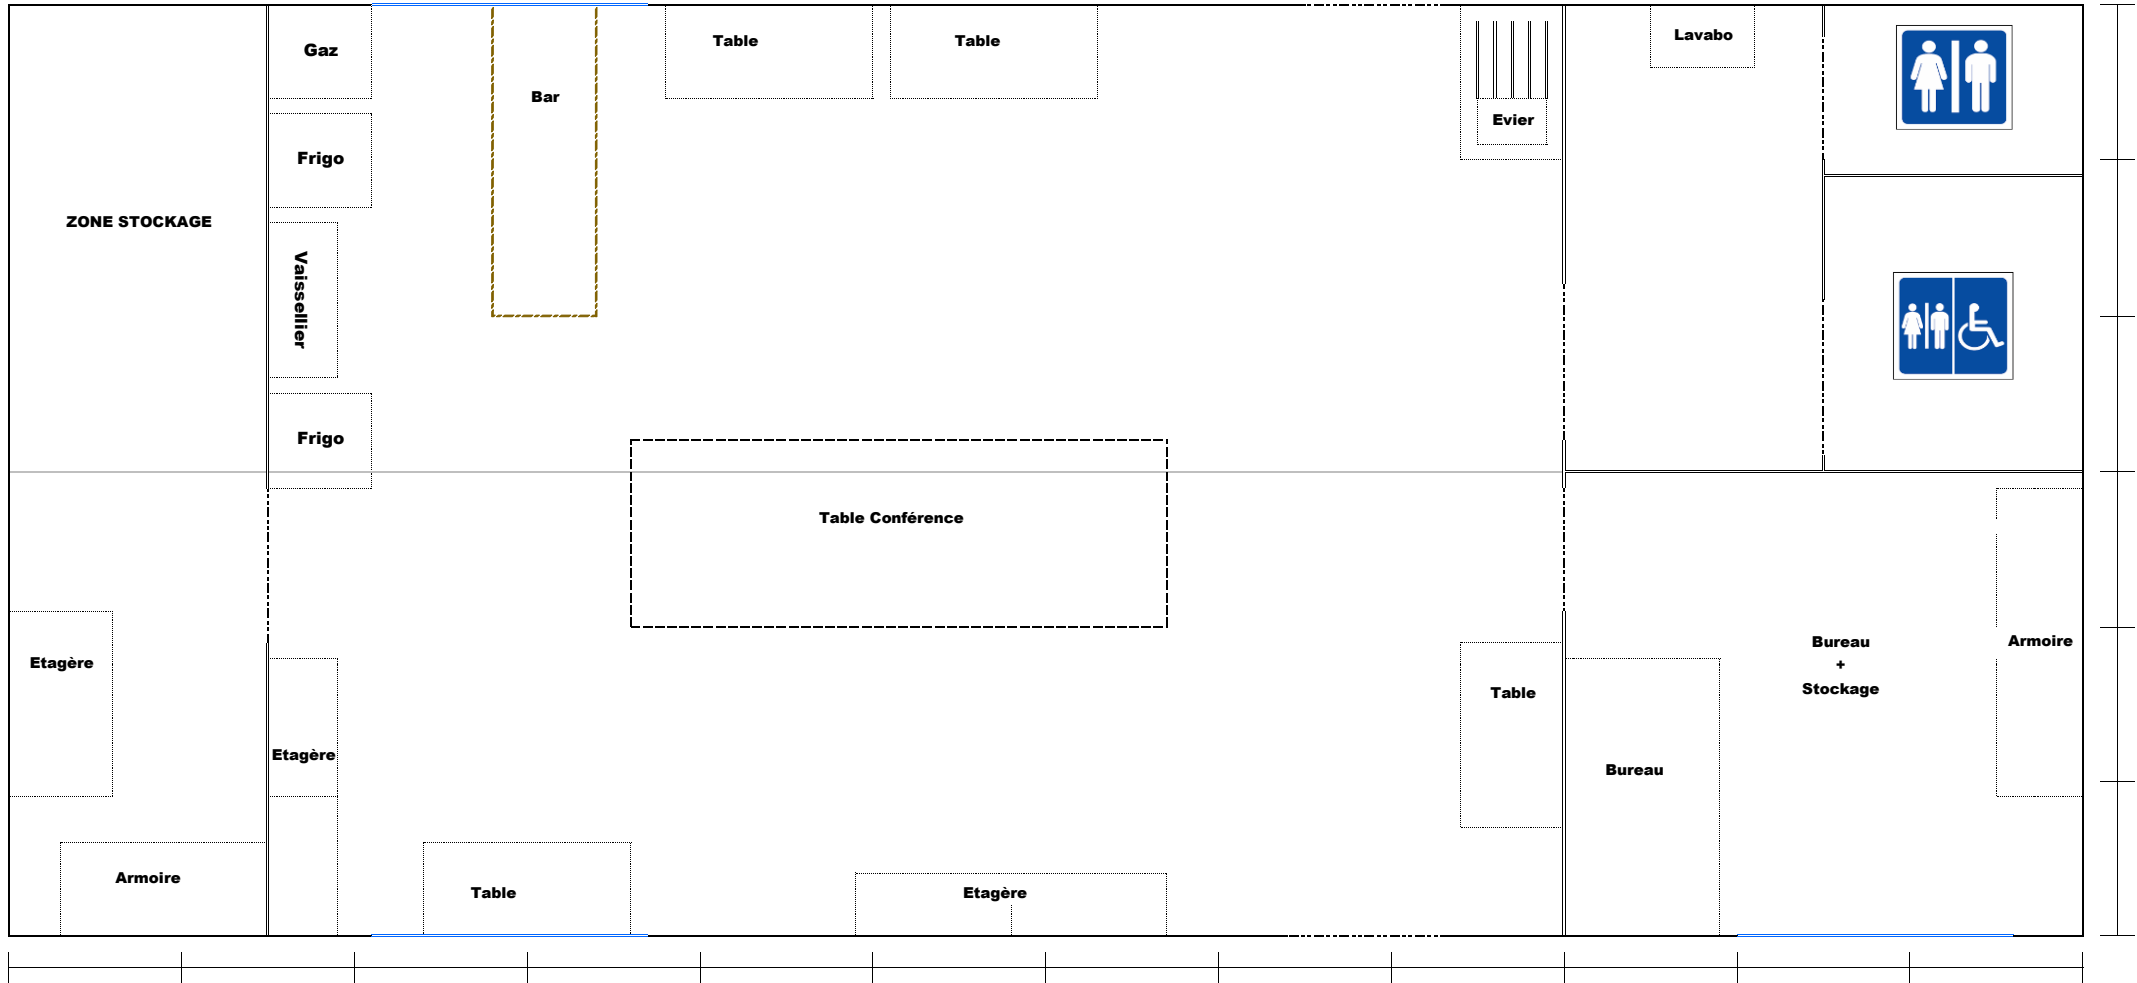 Gaz
Table
Table
Lavabo
Bar
Evier
Frigo
ZONE STOCKAGE
Vaissellier
Frigo
Table Conférence
Bureau
+
Stockage
Armoire
Etagère
Table
Etagère
Bureau
Armoire
Table
Etagère